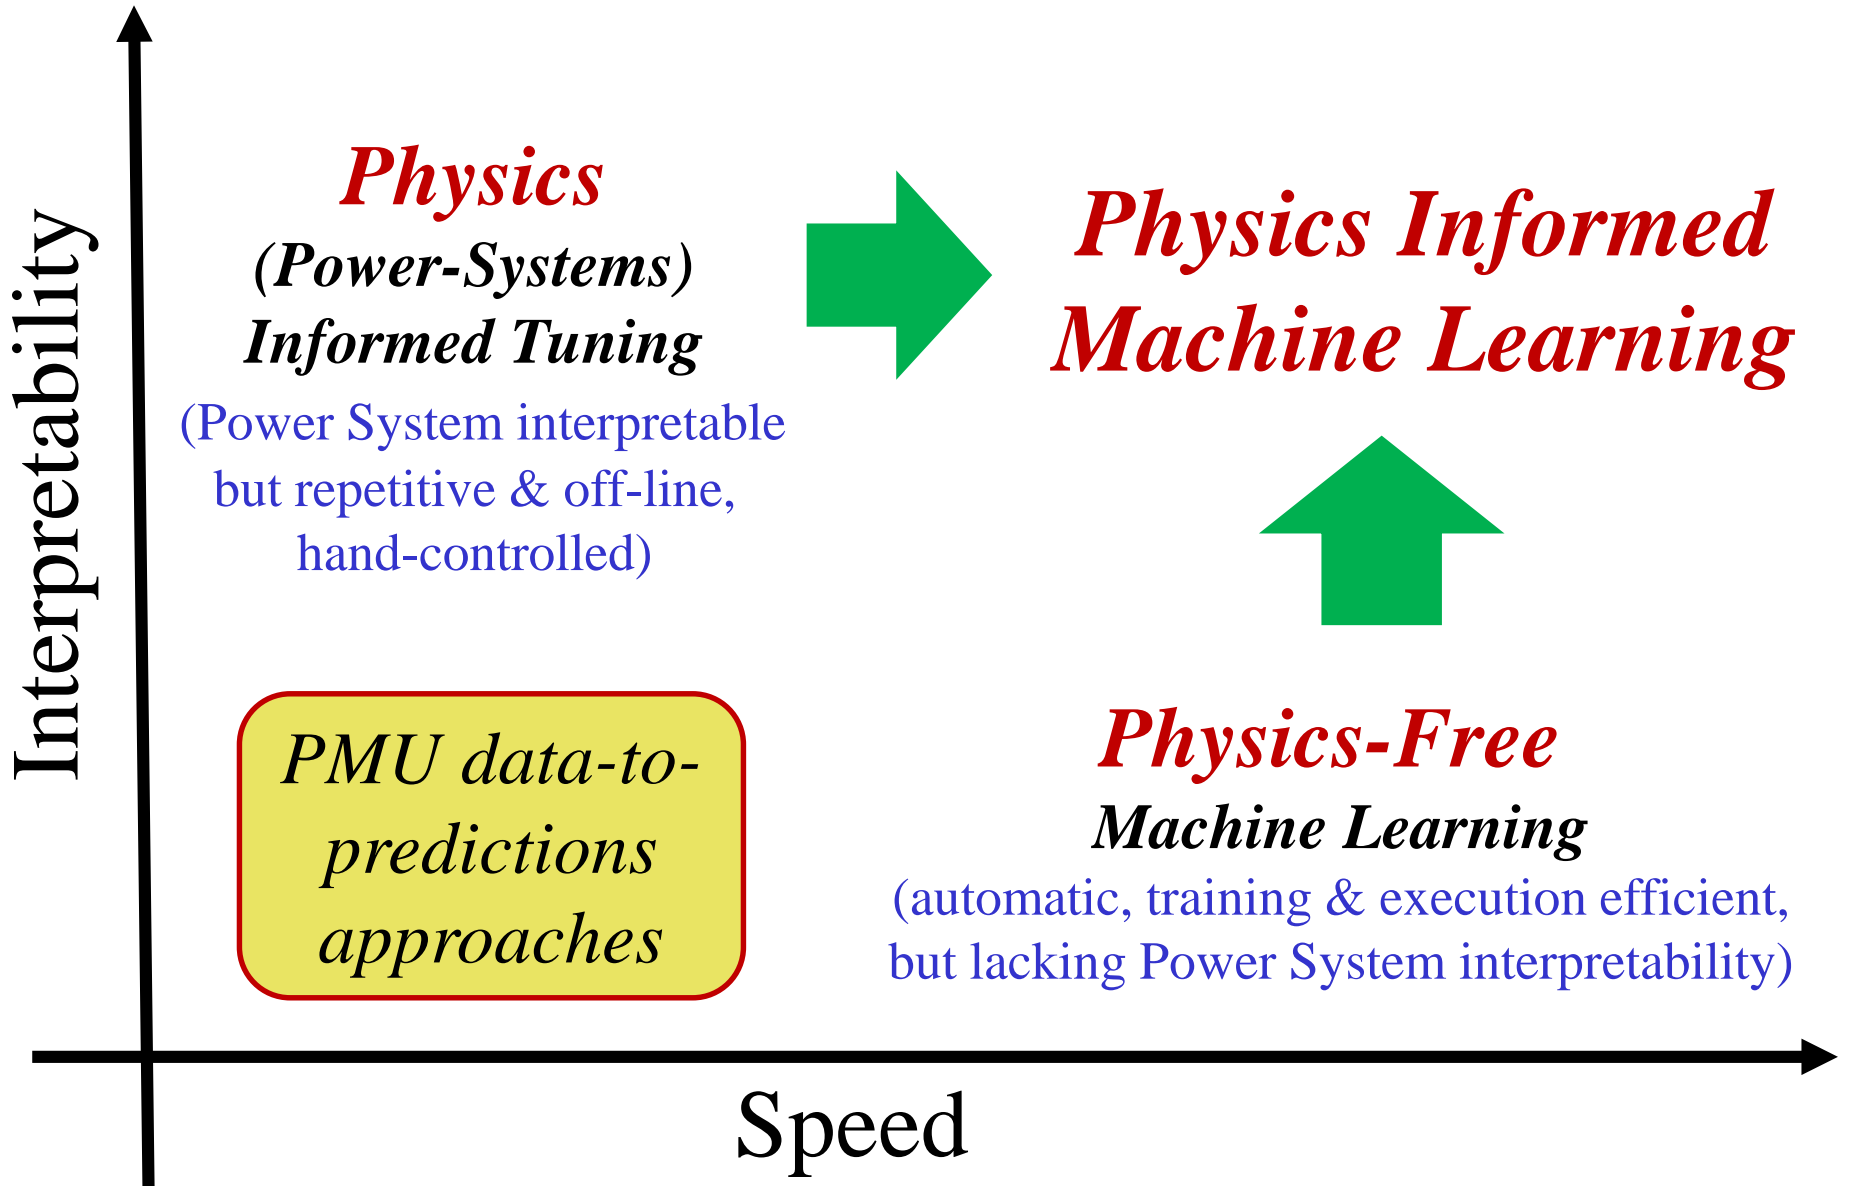 Interpretability
Physics
(Power-Systems)
Informed Tuning
(Power System interpretable
but repetitive & off-line,
hand-controlled)
Physics Informed
Machine Learning
PMU data-to-
predictions
approaches
Physics-Free
Machine Learning
(automatic, training & execution efficient,
but lacking Power System interpretability)
Speed